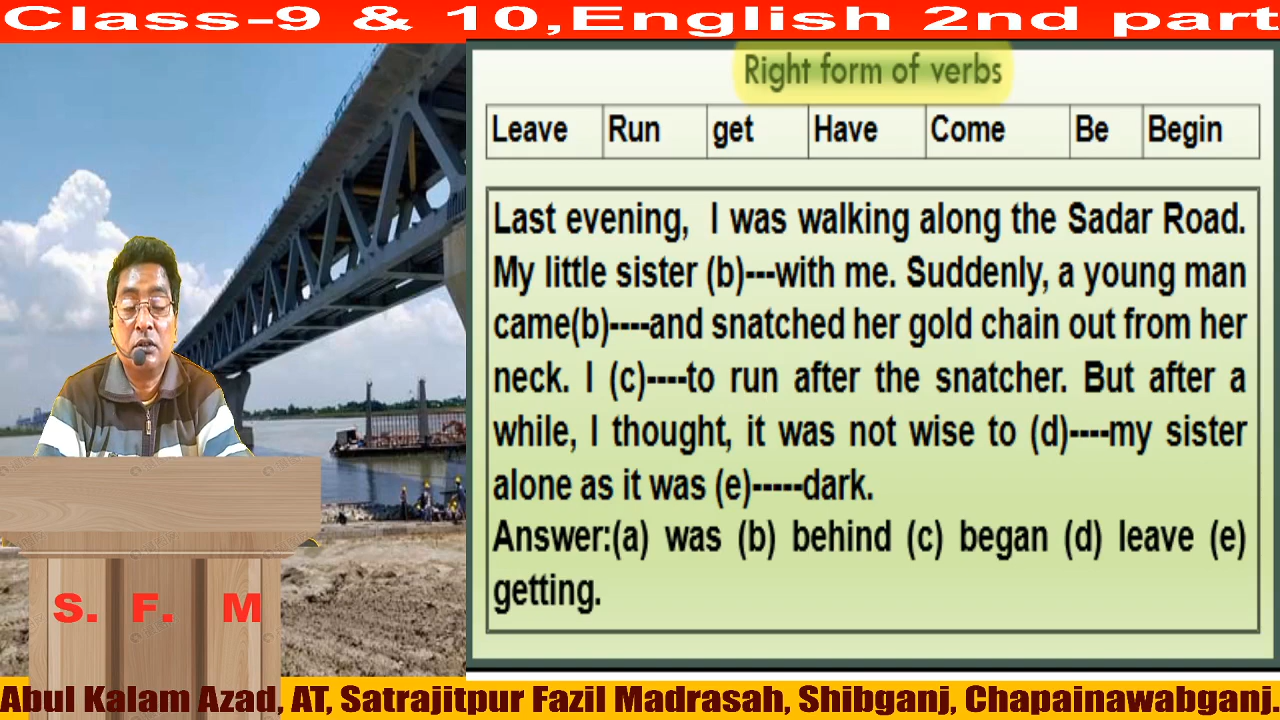 Class-9 & 10,English 2nd part
Right form of verbs
Leave Run get Have Come Be Begin
Last evening, I was walking along the Sadar Road.
My little sister (b)---with me. Suddenly, a young man
came(b)----and snatched her gold chain out from her
neck. I (c)----to run after the snatcher. But after a
while, I thought, it was not wise to (d)----my sister
alone as it was (e)-----dark.
Answer:(a) was (b) behind (c) began (d) leave (e)
getting.
S. F. M
Abul Kalam Azad, AT, Satrajitpur Fazil Madrasah, Shibganj, Chapainawabganj.